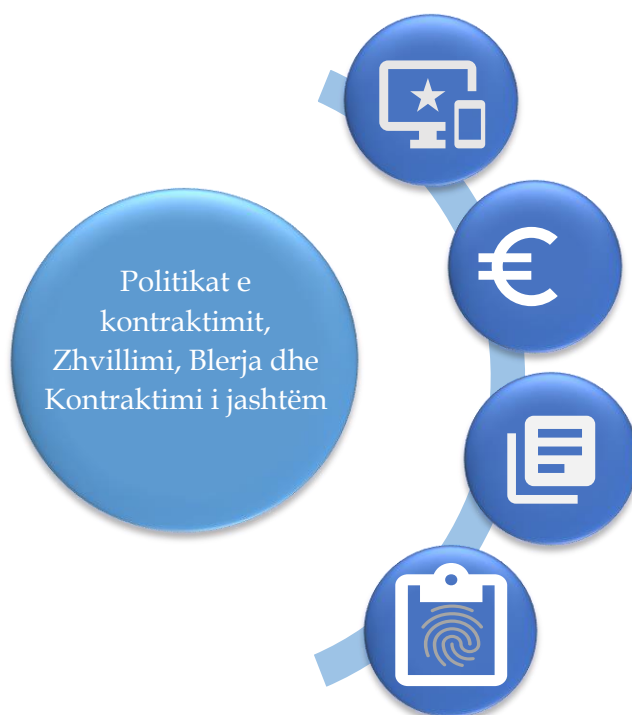 Politikat e
kontraktimit,
Zhvillimi, Blerja dhe
Kontraktimi i jashtëm
€